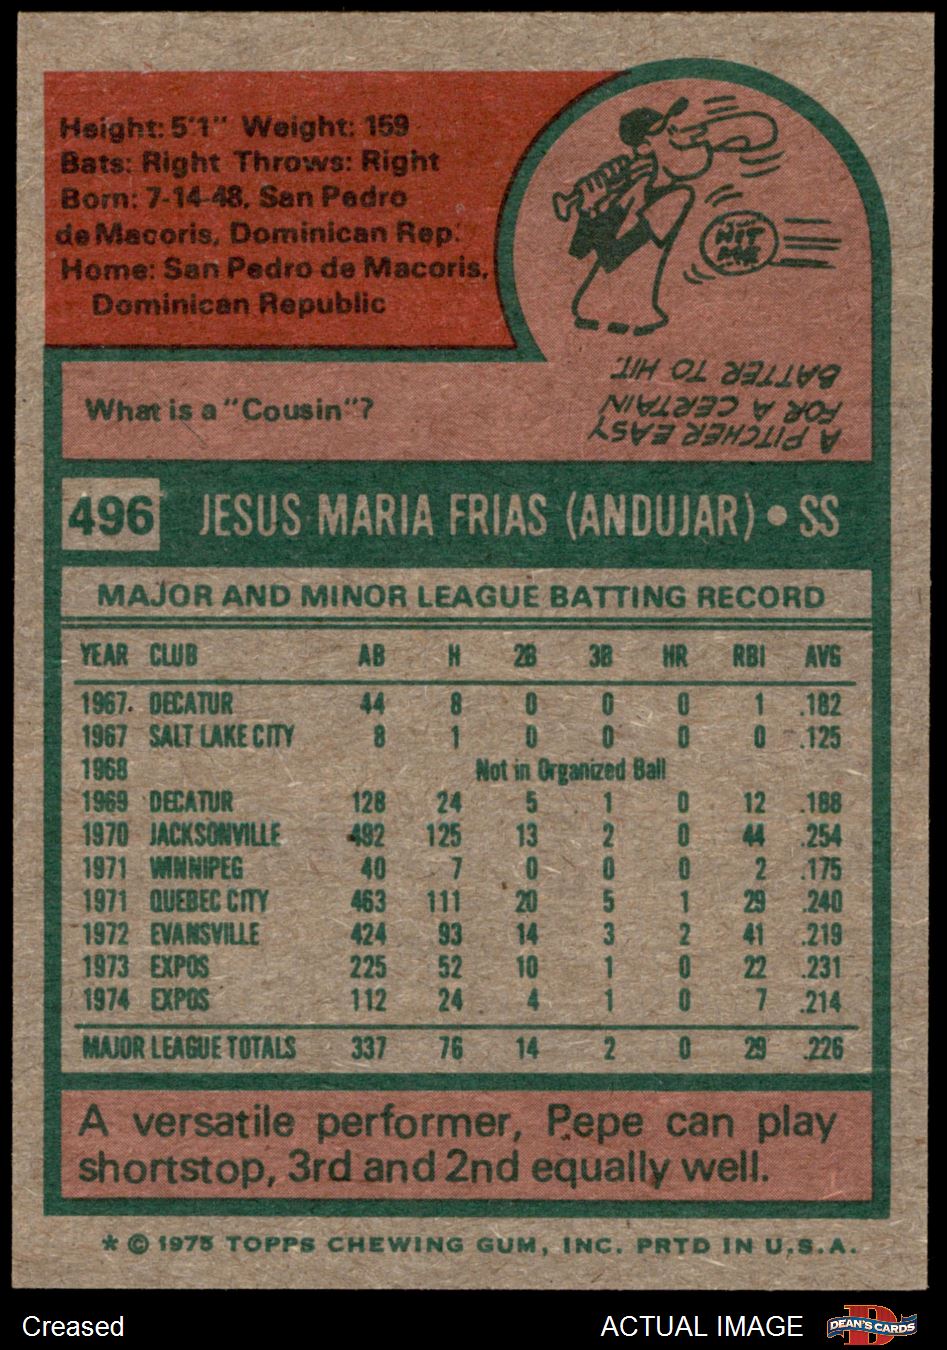 Height: 5'1" Weight: 159
Bats: Right Throws: Right
Born: 7-14-48, San Pedro
de Macoris, Dominican Rep.
Home: San Pedro de Macoris,
Dominican Republic
HIT ME
What is a "Cousin"?
A PITCHER EASY
FOR A CERTAIN
BATTER TO HIT.
496 JESUS MARIA FRIAS (ANDUJAR) • SS
MAJOR AND MINOR LEAGUE BATTING RECORD
YEAR CLUB AB H 2B 3B HR RBI AVG
1967 DECATUR 44 8 0 0 0 1 .182
1967 SALT LAKE CITY 8 1 0 0 0 0 .125
1968 Not in Organized Ball
1969 DECATUR 128 24 5 1 0 12 .188
1970 JACKSONVILLE 492 125 13 2 0 44 .254
1971 WINNIPEG 40 7 0 0 0 2 .175
1971 QUEBEC CITY 463 111 20 5 1 29 .240
1972 EVANSVILLE 424 93 14 3 2 41 .219
1973 EXPOS 225 52 10 1 0 22 .231
1974 EXPOS 112 24 4 1 0 7 .214
MAJOR LEAGUE TOTALS 337 76 14 2 0 29 .226
A versatile performer, Pepe can play
shortstop, 3rd and 2nd equally well.
* © 1975 TOPPS CHEWING GUM, INC. PRTD IN U.S.A.
Creased
ACTUAL IMAGE
DEAN'S CARDS